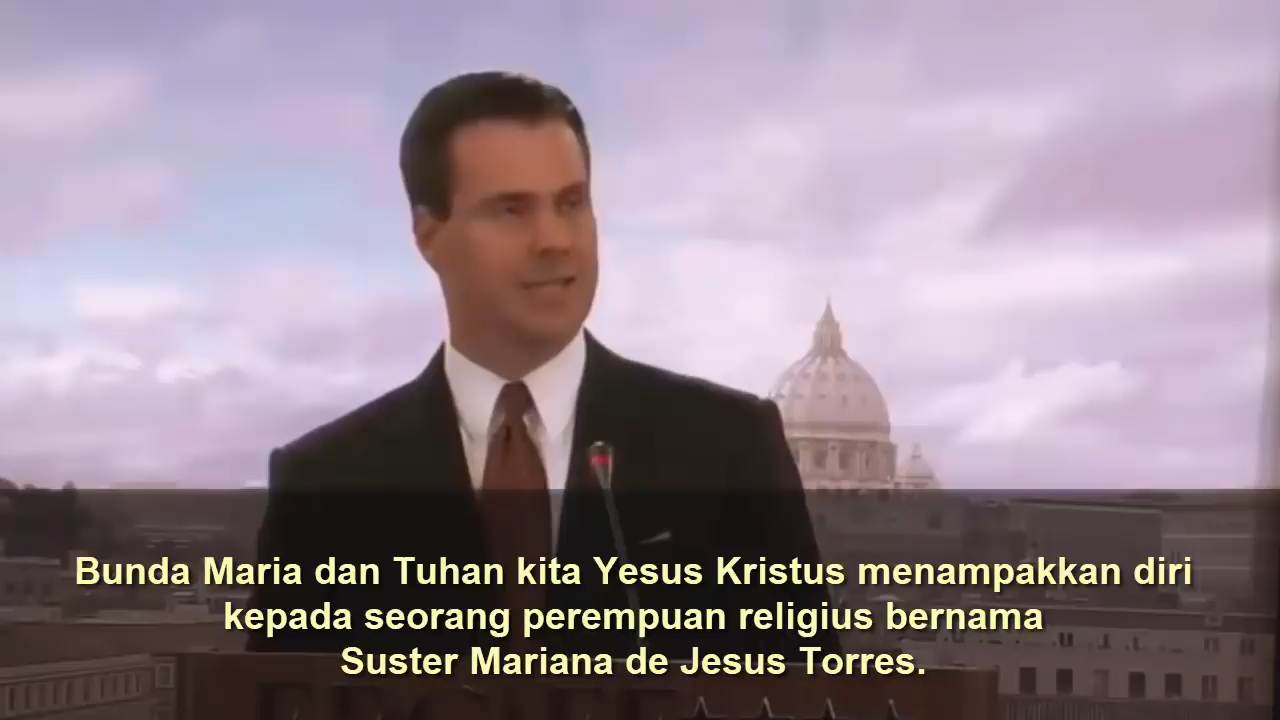 Bunda Maria dan Tuhan kita Yesus Kristus menampakkan diri
kepada seorang perempuan religius bernama
Suster Mariana de Jesus Torres.